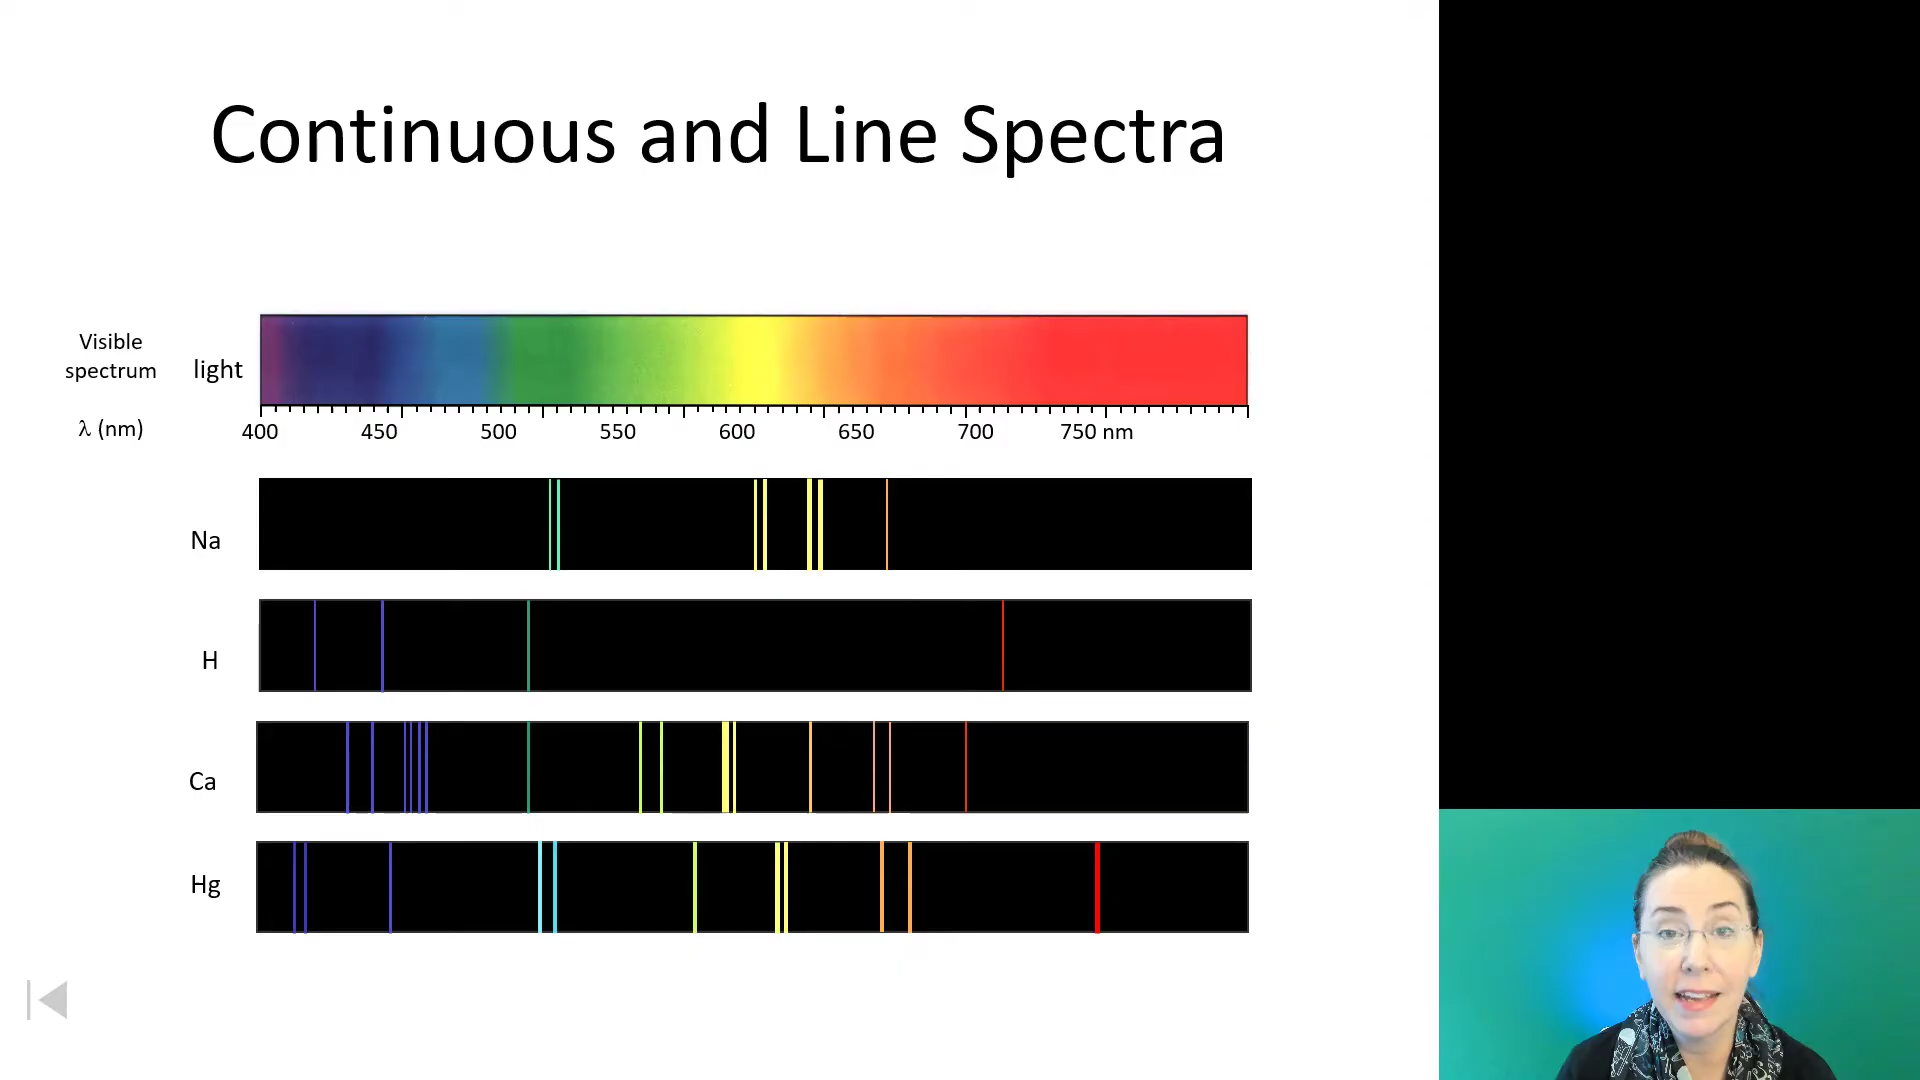 Continuous and Line Spectra
Visible
spectrum
light
λ (nm)
400 450 500 550 600 650 700 750 nm
Na
H
Ca
Hg